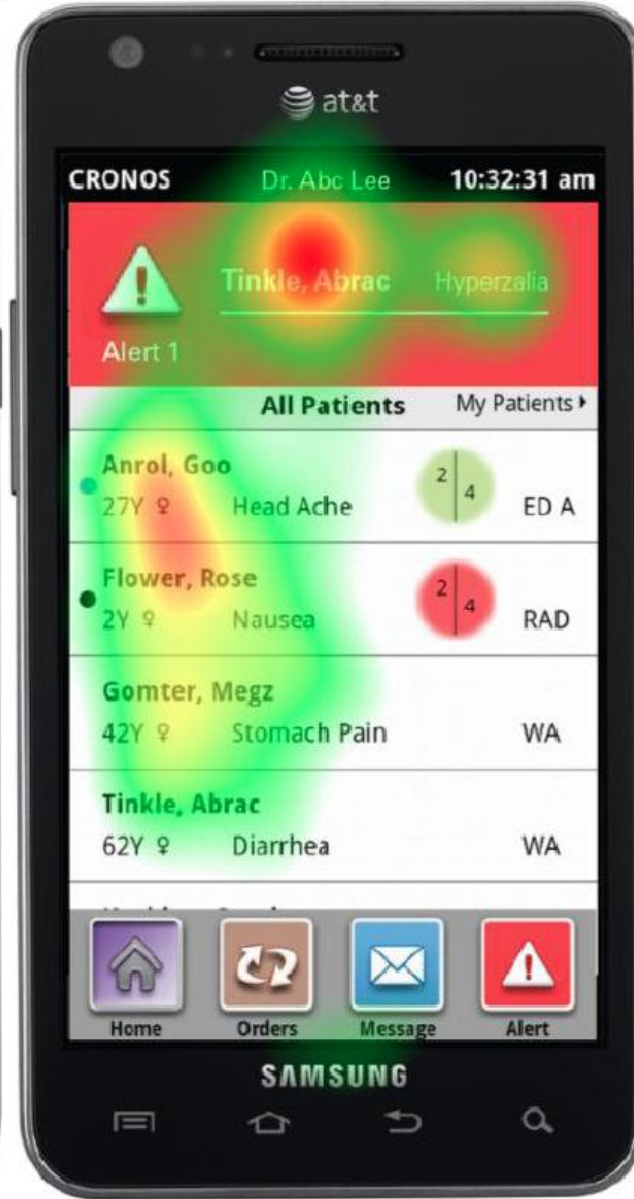 at&t
CRONOS Dr. Abc Lee 10:32:31 am
Tinkle, Abrac Hyperzalia
Alert 1
All Patients My Patients
Anrol, Goo
27Y ♀ Head Ache 2 4 ED A
Flower, Rose
2Y ♀ Nausea 2 4 RAD
Gomter, Megz
42Y ♀ Stomach Pain WA
Tinkle, Abrac
62Y ♀ Diarrhea WA
Home Orders Message Alert
SAMSUNG